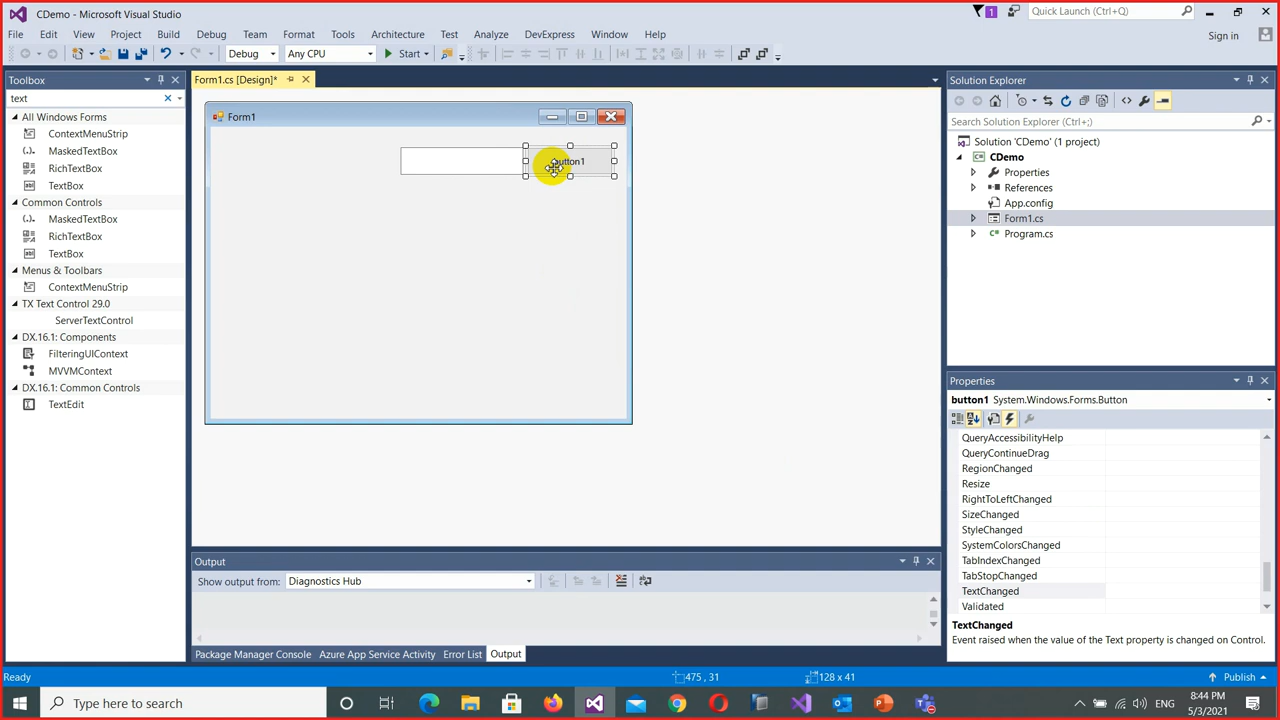 CDemo - Microsoft Visual Studio
1
Quick Launch (Ctrl+Q)
File Edit View Project Build Debug Team Format Tools Architecture Test Analyze DevExpress Window Help
Sign in
Debug Any CPU Start
Toolbox
text
All Windows Forms
ContextMenuStrip
MaskedTextBox
RichTextBox
TextBox
Common Controls
MaskedTextBox
RichTextBox
TextBox
Menus & Toolbars
ContextMenuStrip
TX Text Control 29.0
ServerTextControl
DX.16.1: Components
FilteringUIContext
MVVMContext
DX.16.1: Common Controls
TextEdit
Form1.cs [Design]*
Form1
button1
Output
Show output from: Diagnostics Hub
Package Manager Console Azure App Service Activity Error List Output
Solution Explorer
Search Solution Explorer (Ctrl+;)
Solution 'CDemo' (1 project)
CDemo
Properties
References
App.config
Form1.cs
Program.cs
Properties
button1 System.Windows.Forms.Button
QueryAccessibilityHelp
QueryContinueDrag
RegionChanged
Resize
RightToLeftChanged
SizeChanged
StyleChanged
SystemColorsChanged
TabIndexChanged
TabStopChanged
TextChanged
Validated
TextChanged
Event raised when the value of the Text property is changed on Control.
Ready 475 , 31 128 x 41 Publish
Type here to search
ENG
8:44 PM
5/3/2021